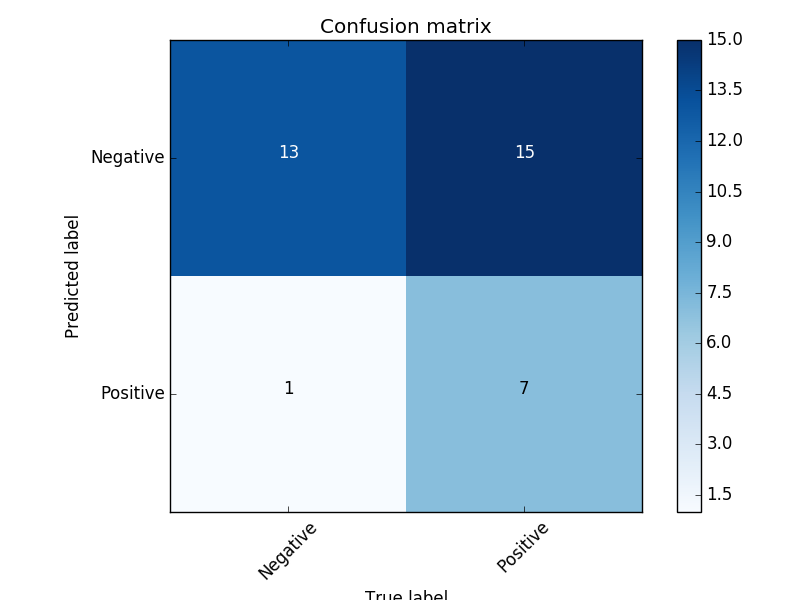 Confusion matrix
Predicted label
Negative
13
15
Positive
1
7
Negative
Positive
True label
15.0
13.5
12.0
10.5
9.0
7.5
6.0
4.5
3.0
1.5